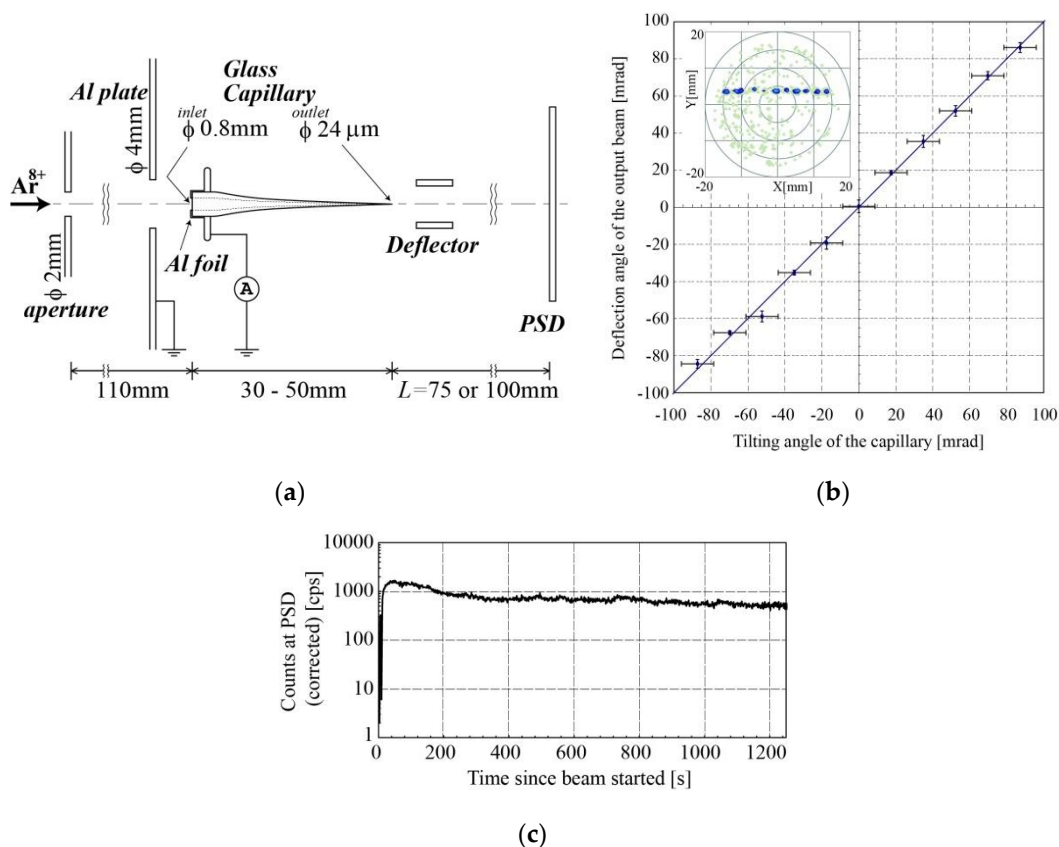 Al plate
Glass
Capillary
inlet
ϕ 0.8mm
outlet
ϕ 24 μm
ϕ 4mm
Ar8+
ϕ 2mm
aperture
Al foil
A
Deflector
PSD
110mm
30 - 50mm
L=75 or 100mm
(a)
Deflection angle of the output beam [mrad]
100
80
60
40
20
0
-20
-40
-60
-80
-100
20
Y[mm]
-20
X[mm]
-20
20
-100 -80 -60 -40 -20 0 20 40 60 80 100
Tilting angle of the capillary [mrad]
(b)
Counts at PSD
(corrected) [cps]
10000
1000
100
10
1
0 200 400 600 800 1000 1200
Time since beam started [s]
(c)